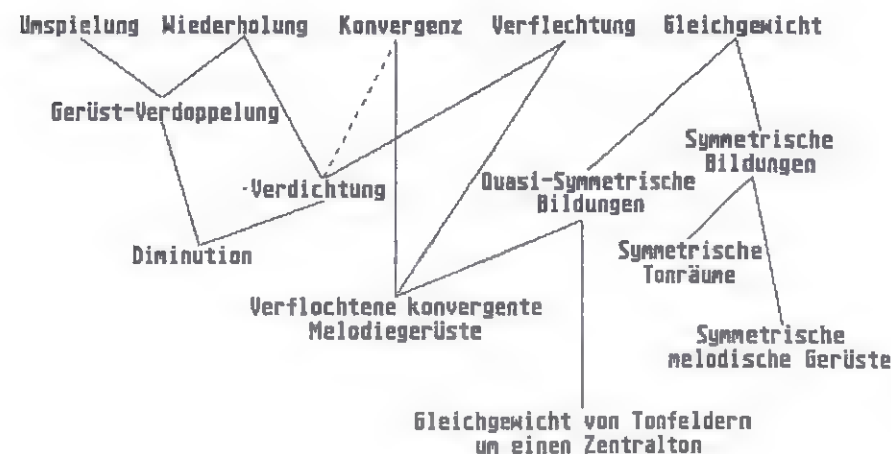 Umspielung Wiederholung Konvergenz Verflechtung Gleichgewicht
Gerüst-Verdoppelung
Symmetrische
Bildungen
Verdichtung
Quasi-Symmetrische
Bildungen
Diminution
Symmetrische
Tonräume
Verflochtene konvergente
Melodiegerüste
Symmetrische
melodische Gerüste
Gleichgewicht von Tonfeldern
um einen Zentralton